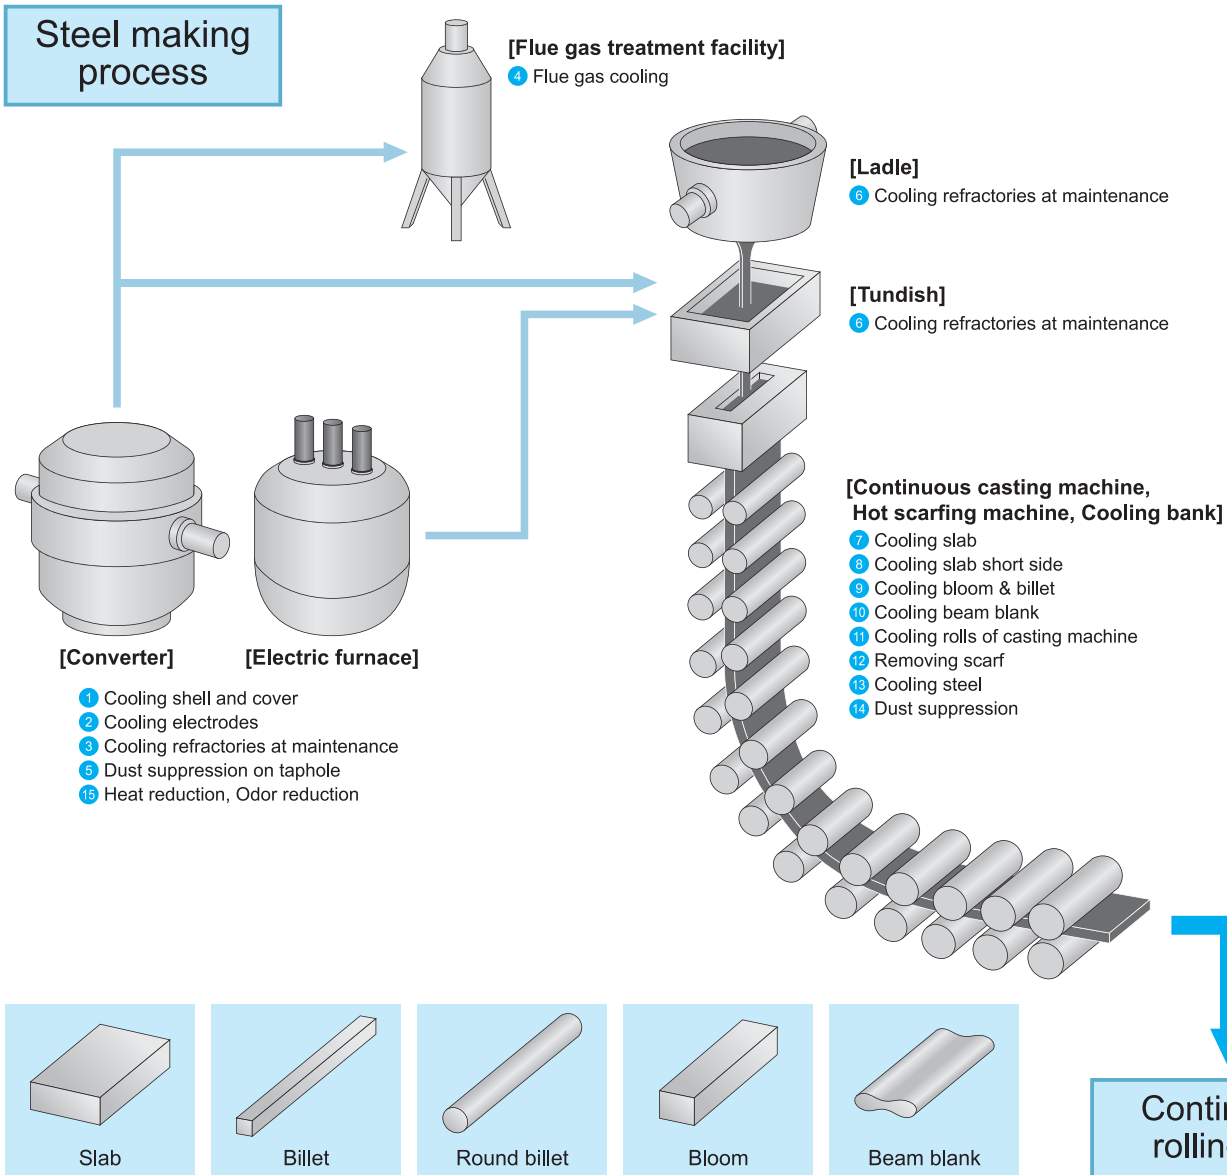 Steel making
process
[Flue gas treatment facility]
4 Flue gas cooling
[Ladle]
6 Cooling refractories at maintenance
[Tundish]
6 Cooling refractories at maintenance
[Converter]
[Electric furnace]
1 Cooling shell and cover
2 Cooling electrodes
3 Cooling refractories at maintenance
5 Dust suppression on taphole
15 Heat reduction, Odor reduction
[Continuous casting machine,
Hot scarfing machine, Cooling bank]
7 Cooling slab
8 Cooling slab short side
9 Cooling bloom & billet
10 Cooling beam blank
11 Cooling rolls of casting machine
12 Removing scarf
13 Cooling steel
14 Dust suppression
Slab
Billet
Round billet
Bloom
Beam blank